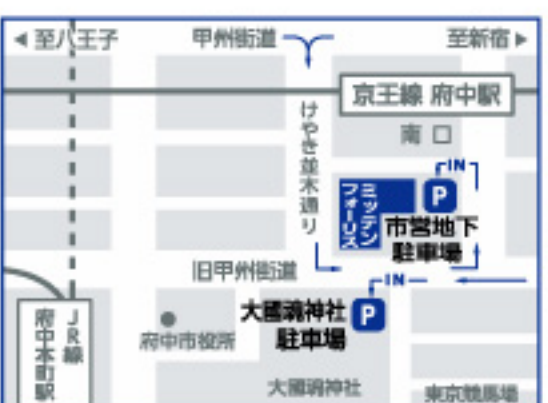 ◀至八王子
甲州街道
至新宿▶
京王線 府中駅
けやき並木通り
南口
IN
P
ミッテン
フォーリス
市営地下
駐車場
旧甲州街道
IN
大國魂神社
駐車場
P
府中市役所
JR線
府中本町駅
大國魂神社
東京競馬場